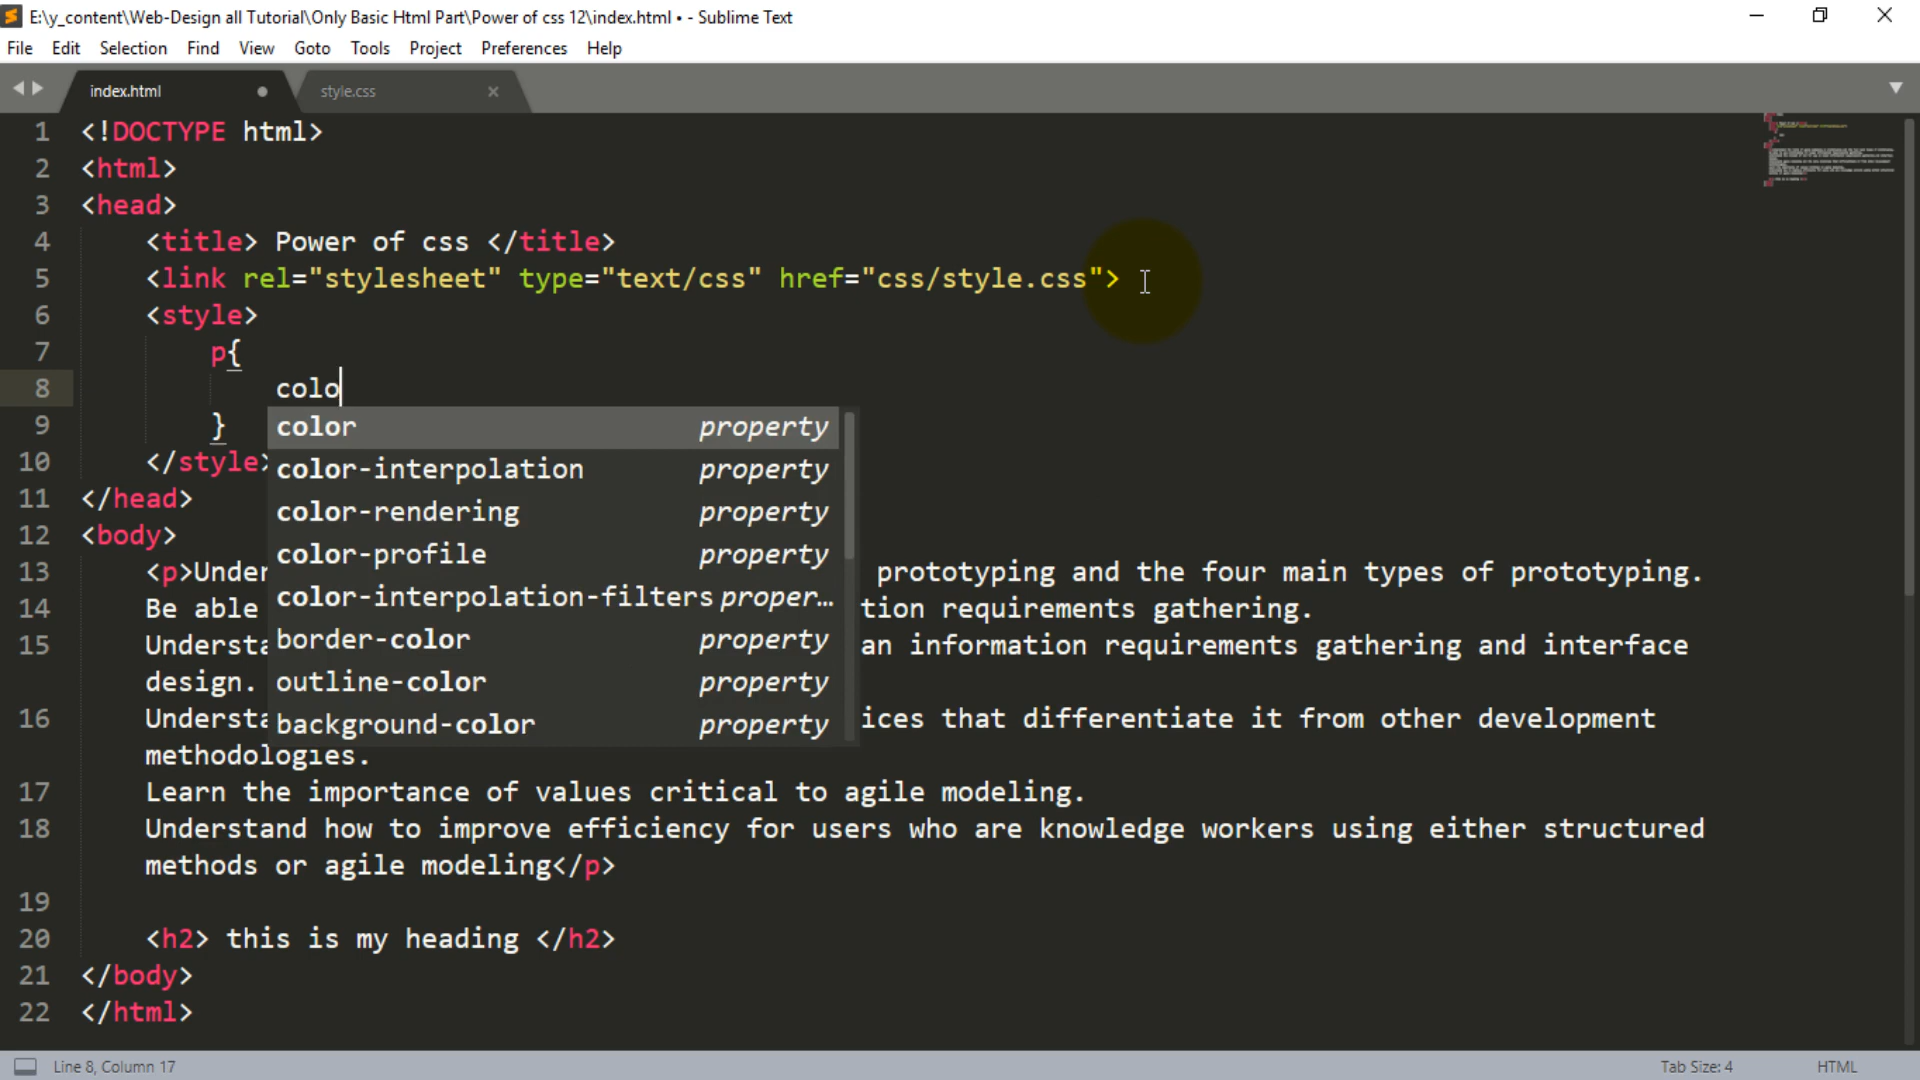 E:\y_content\Web-Design all Tutorial\Only Basic Html Part\Power of css 12\index.html • - Sublime Text
File Edit Selection Find View Goto Tools Project Preferences Help
index.html style.css
1 <!DOCTYPE html>
2 <html>
3 <head>
4 <title> Power of css </title>
5 <link rel="stylesheet" type="text/css" href="css/style.css">
6 <style>
7 p{
8 colo
9 }
color property
10 </style>
color-interpolation property
11 </head>
color-rendering property
12 <body>
color-profile property
13 <p>Under prototyping and the four main types of prototyping.
color-interpolation-filters proper…
14 Be able tion requirements gathering.
border-color property
15 Understa an information requirements gathering and interface
design.
outline-color property
16 Understa ices that differentiate it from other development
background-color property
methodologies.
17 Learn the importance of values critical to agile modeling.
18 Understand how to improve efficiency for users who are knowledge workers using either structured
methods or agile modeling</p>
19
20 <h2> this is my heading </h2>
21 </body>
22 </html>
Line 8, Column 17 Tab Size: 4 HTML